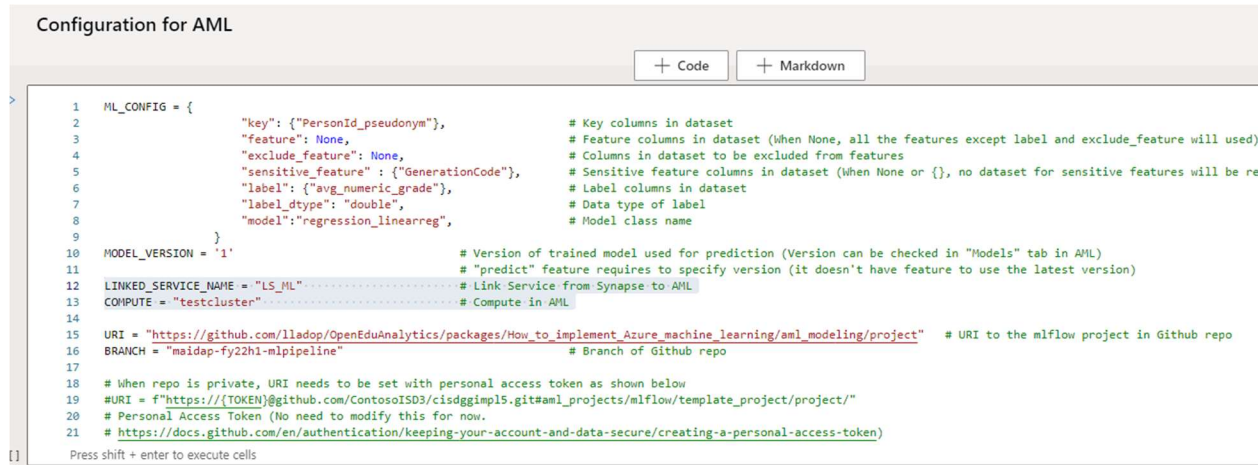 Configuration for AML
+ Code + Markdown
1 ML_CONFIG = {
2 "key": {"PersonId_pseudonym"}, # Key columns in dataset
3 "feature": None, # Feature columns in dataset (When None, all the features except label and exclude_feature will used)
4 "exclude_feature": None, # Columns in dataset to be excluded from features
5 "sensitive_feature" : {"GenerationCode"}, # Sensitive feature columns in dataset (When None or {}, no dataset for sensitive features will be re
6 "label": {"avg_numeric_grade"}, # Label columns in dataset
7 "label_dtype": "double", # Data type of label
8 "model":"regression_linearreg", # Model class name
9 }
10 MODEL_VERSION = '1' # Version of trained model used for prediction (Version can be checked in "Models" tab in AML)
11 # "predict" feature requires to specify version (it doesn't have feature to use the latest version)
12 LINKED_SERVICE_NAME = "LS_ML" # Link Service from Synapse to AML
13 COMPUTE = "testcluster" # Compute in AML
14
15 URI = "https://github.com/lladop/OpenEduAnalytics/packages/How_to_implement_Azure_machine_learning/aml_modeling/project" # URI to the mlflow project in Github repo
16 BRANCH = "maidap-fy22h1-mlpipeline" # Branch of Github repo
17
18 # When repo is private, URI needs to be set with personal access token as shown below
19 #URI = f"https://{TOKEN}@github.com/ContosoISD3/cisdggimpl5.git#aml_projects/mlflow/template_project/project/"
20 # Personal Access Token (No need to modify this for now.
21 # https://docs.github.com/en/authentication/keeping-your-account-and-data-secure/creating-a-personal-access-token)
[] Press shift + enter to execute cells